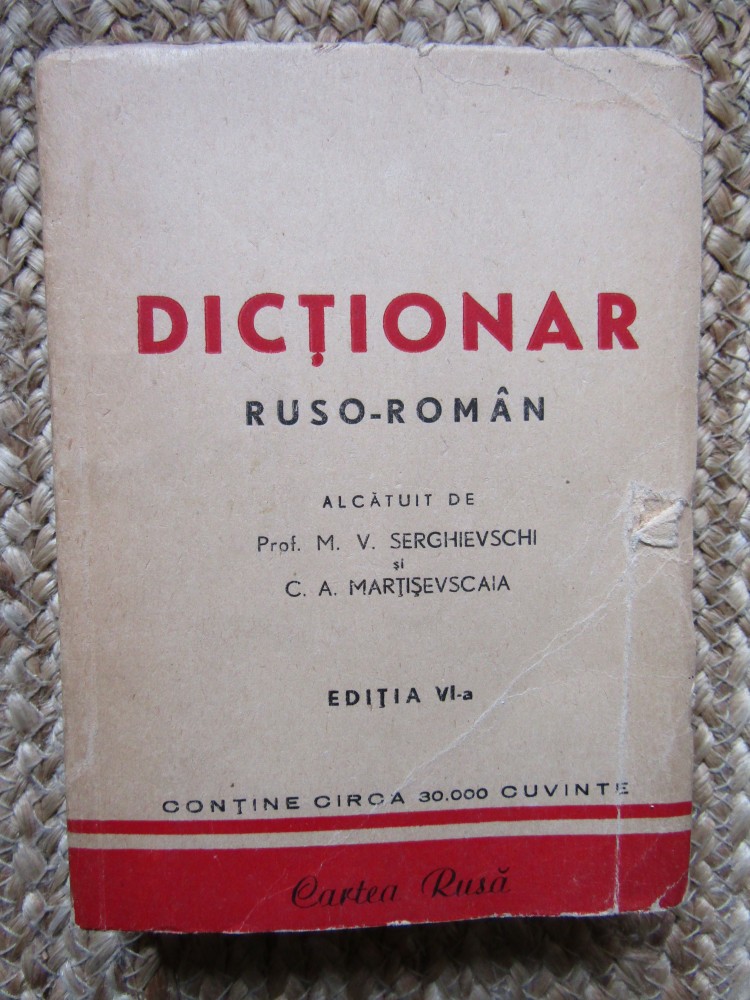 DICȚIONAR
RUSO-ROMÂN
ALCĂTUIT DE
Prof. M. V. SERGHIEVSCHI
și
C. A. MARȚIȘEVSCAIA
EDIȚIA VI-a
CONȚINE CIRCA 30.000 CUVINTE
Cartea Rusă